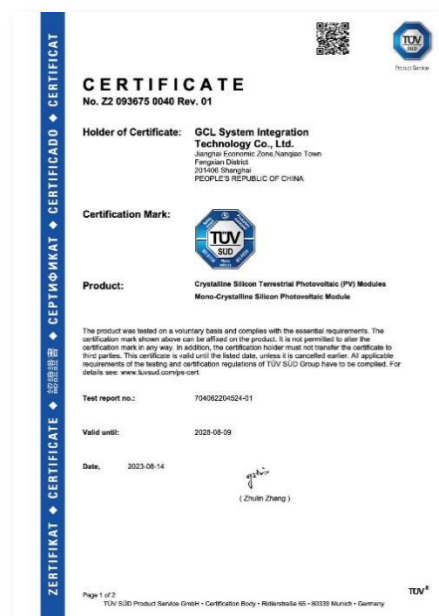 TÜV
SÜD
Product Service
CERTIFICATE
No. Z2 093675 0040 Rev. 01
Holder of Certificate: GCL System Integration
Technology Co., Ltd.
Jianghai Economic Zone,Nanqiao Town
Fengxian District
201406 Shanghai
PEOPLE'S REPUBLIC OF CHINA
Certification Mark:
TÜV
SÜD
Product: Crystalline Silicon Terrestrial Photovoltaic (PV) Modules
Mono-Crystalline Silicon Photovoltaic Module
The product was tested on a voluntary basis and complies with the essential requirements. The
certification mark shown above can be affixed on the product. It is not permitted to alter the
certification mark in any way. In addition, the certification holder must not transfer the certificate to
third parties. This certificate is valid until the listed date, unless it is cancelled earlier. All applicable
requirements of the testing and certification regulations of TÜV SÜD Group have to be complied. For
details see: www.tuvsud.com/ps-cert
Test report no.: 704062204524-01
Valid until: 2028-08-09
Date, 2023-08-14
( Zhulin Zhang )
Page 1 of 2
TÜV SÜD Product Service GmbH • Certification Body • Ridlerstraße 65 • 80339 Munich • Germany
TÜV®
ZERTIFIKAT ◆ CERTIFICATE ◆ 認證證書 ◆ СЕРТИФИКАТ ◆ CERTIFICADO ◆ CERTIFICAT